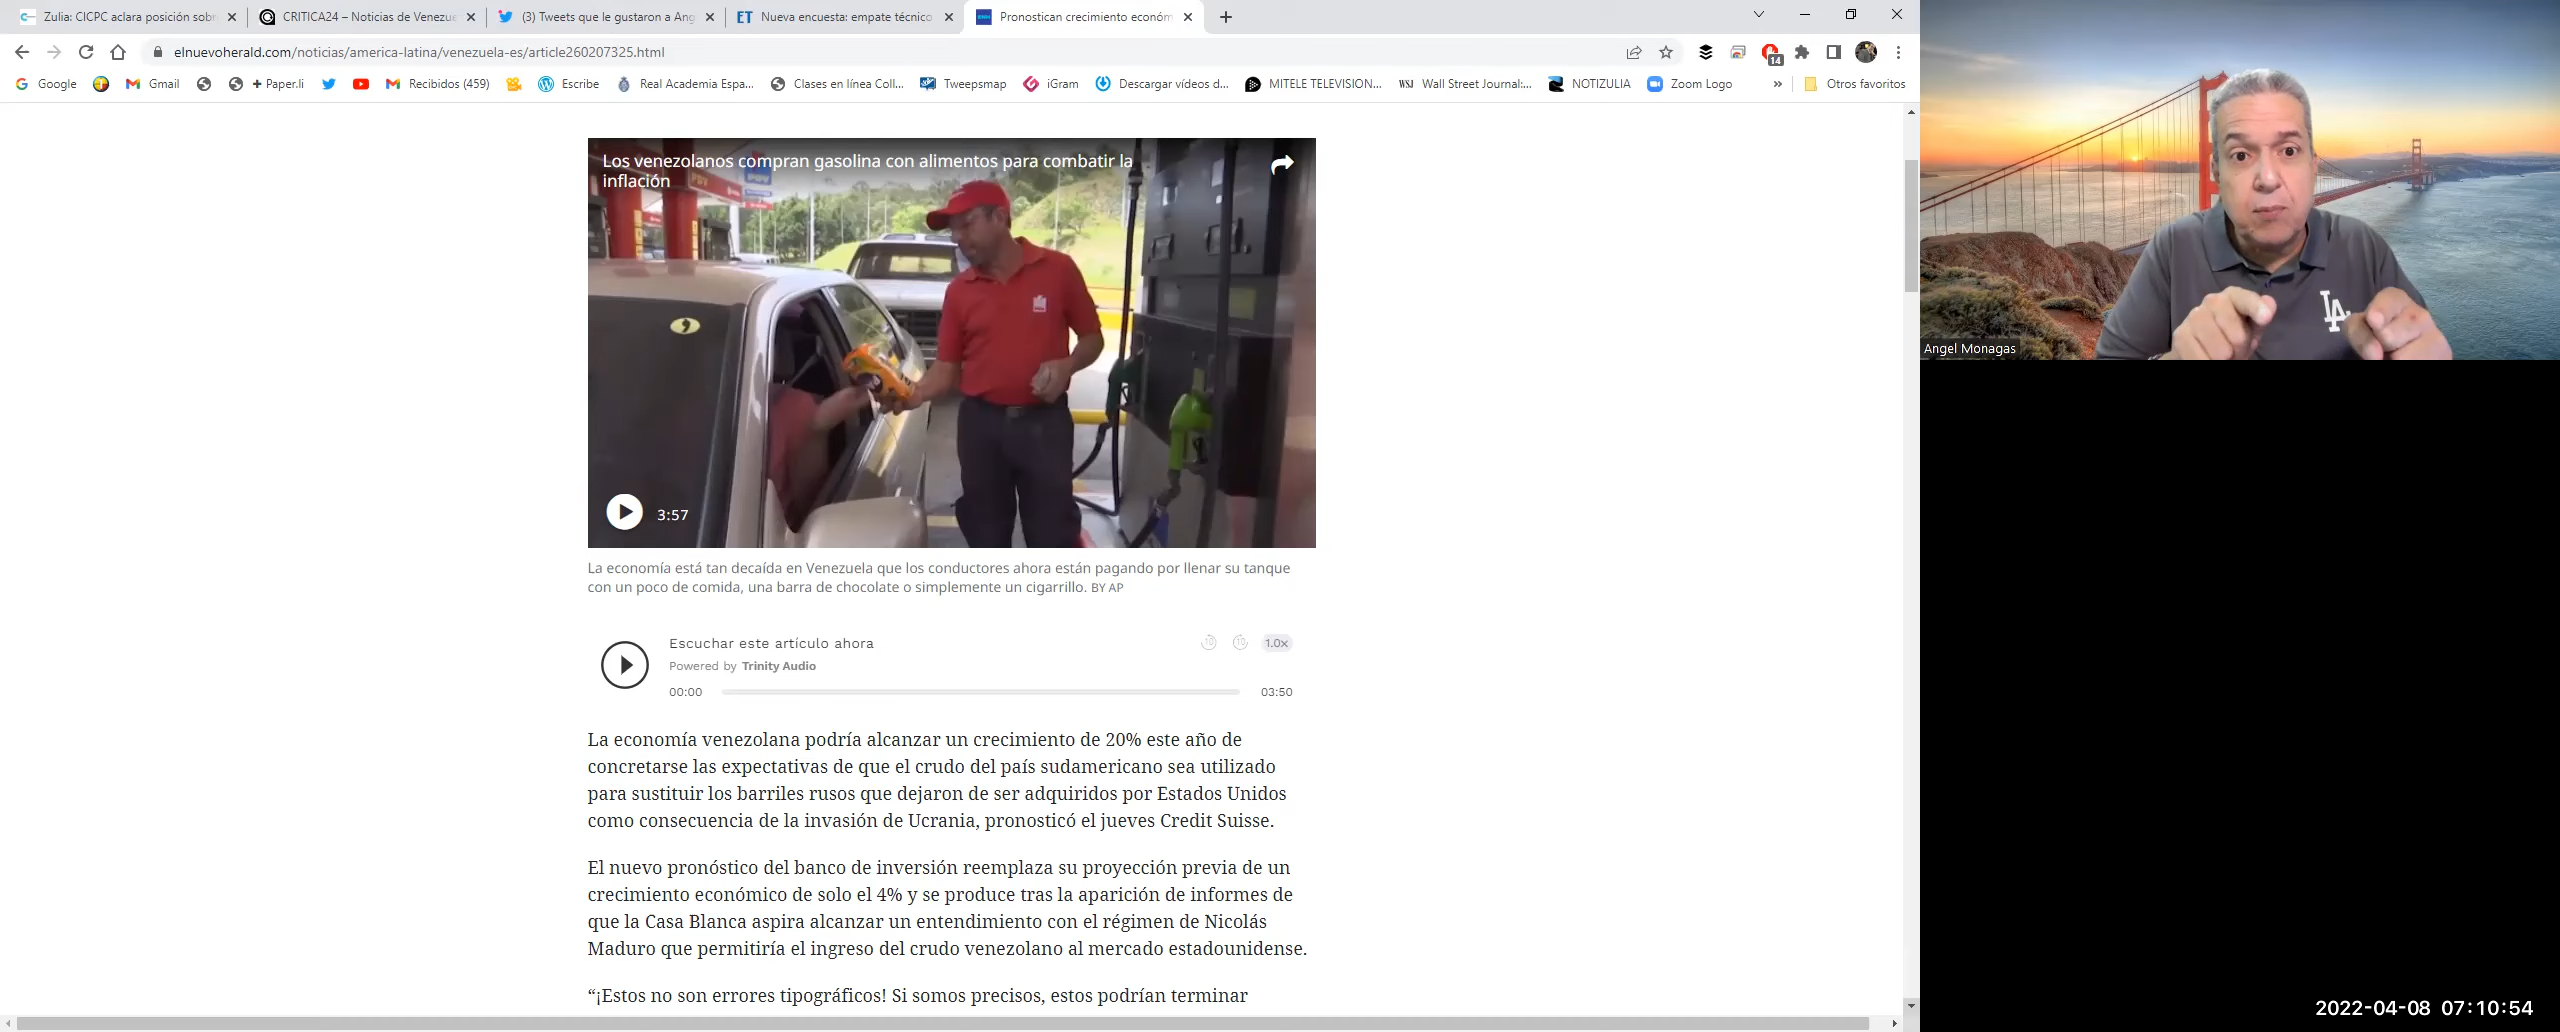 Zulia: CICPC aclara posición sobr
CRITICA24 – Noticias de Venezue
(3) Tweets que le gustaron a Ang
ET Nueva encuesta: empate técnico
Pronostican crecimiento económ
elnuevoherald.com/noticias/america-latina/venezuela-es/article260207325.html
14
Google
Gmail
+ Paper.li
Recibidos (459)
Escribe
Real Academia Espa...
Clases en línea Coll...
Tweepsmap
iGram
Descargar vídeos d...
MITELE TELEVISION...
WSJ Wall Street Journal:...
NOTIZULIA
Zoom Logo
»
Otros favoritos
Los venezolanos compran gasolina con alimentos para combatir la
inflación
PDV
LA
Angel Monagas
3:57
La economía está tan decaída en Venezuela que los conductores ahora están pagando por llenar su tanque
con un poco de comida, una barra de chocolate o simplemente un cigarrillo. BY AP
Escuchar este artículo ahora
10 10 1.0x
Powered by Trinity Audio
00:00 03:50
La economía venezolana podría alcanzar un crecimiento de 20% este año de
concretarse las expectativas de que el crudo del país sudamericano sea utilizado
para sustituir los barriles rusos que dejaron de ser adquiridos por Estados Unidos
como consecuencia de la invasión de Ucrania, pronosticó el jueves Credit Suisse.
El nuevo pronóstico del banco de inversión reemplaza su proyección previa de un
crecimiento económico de solo el 4% y se produce tras la aparición de informes de
que la Casa Blanca aspira alcanzar un entendimiento con el régimen de Nicolás
Maduro que permitiría el ingreso del crudo venezolano al mercado estadounidense.
“¡Estos no son errores tipográficos! Si somos precisos, estos podrían terminar
2022-04-08 07:10:54